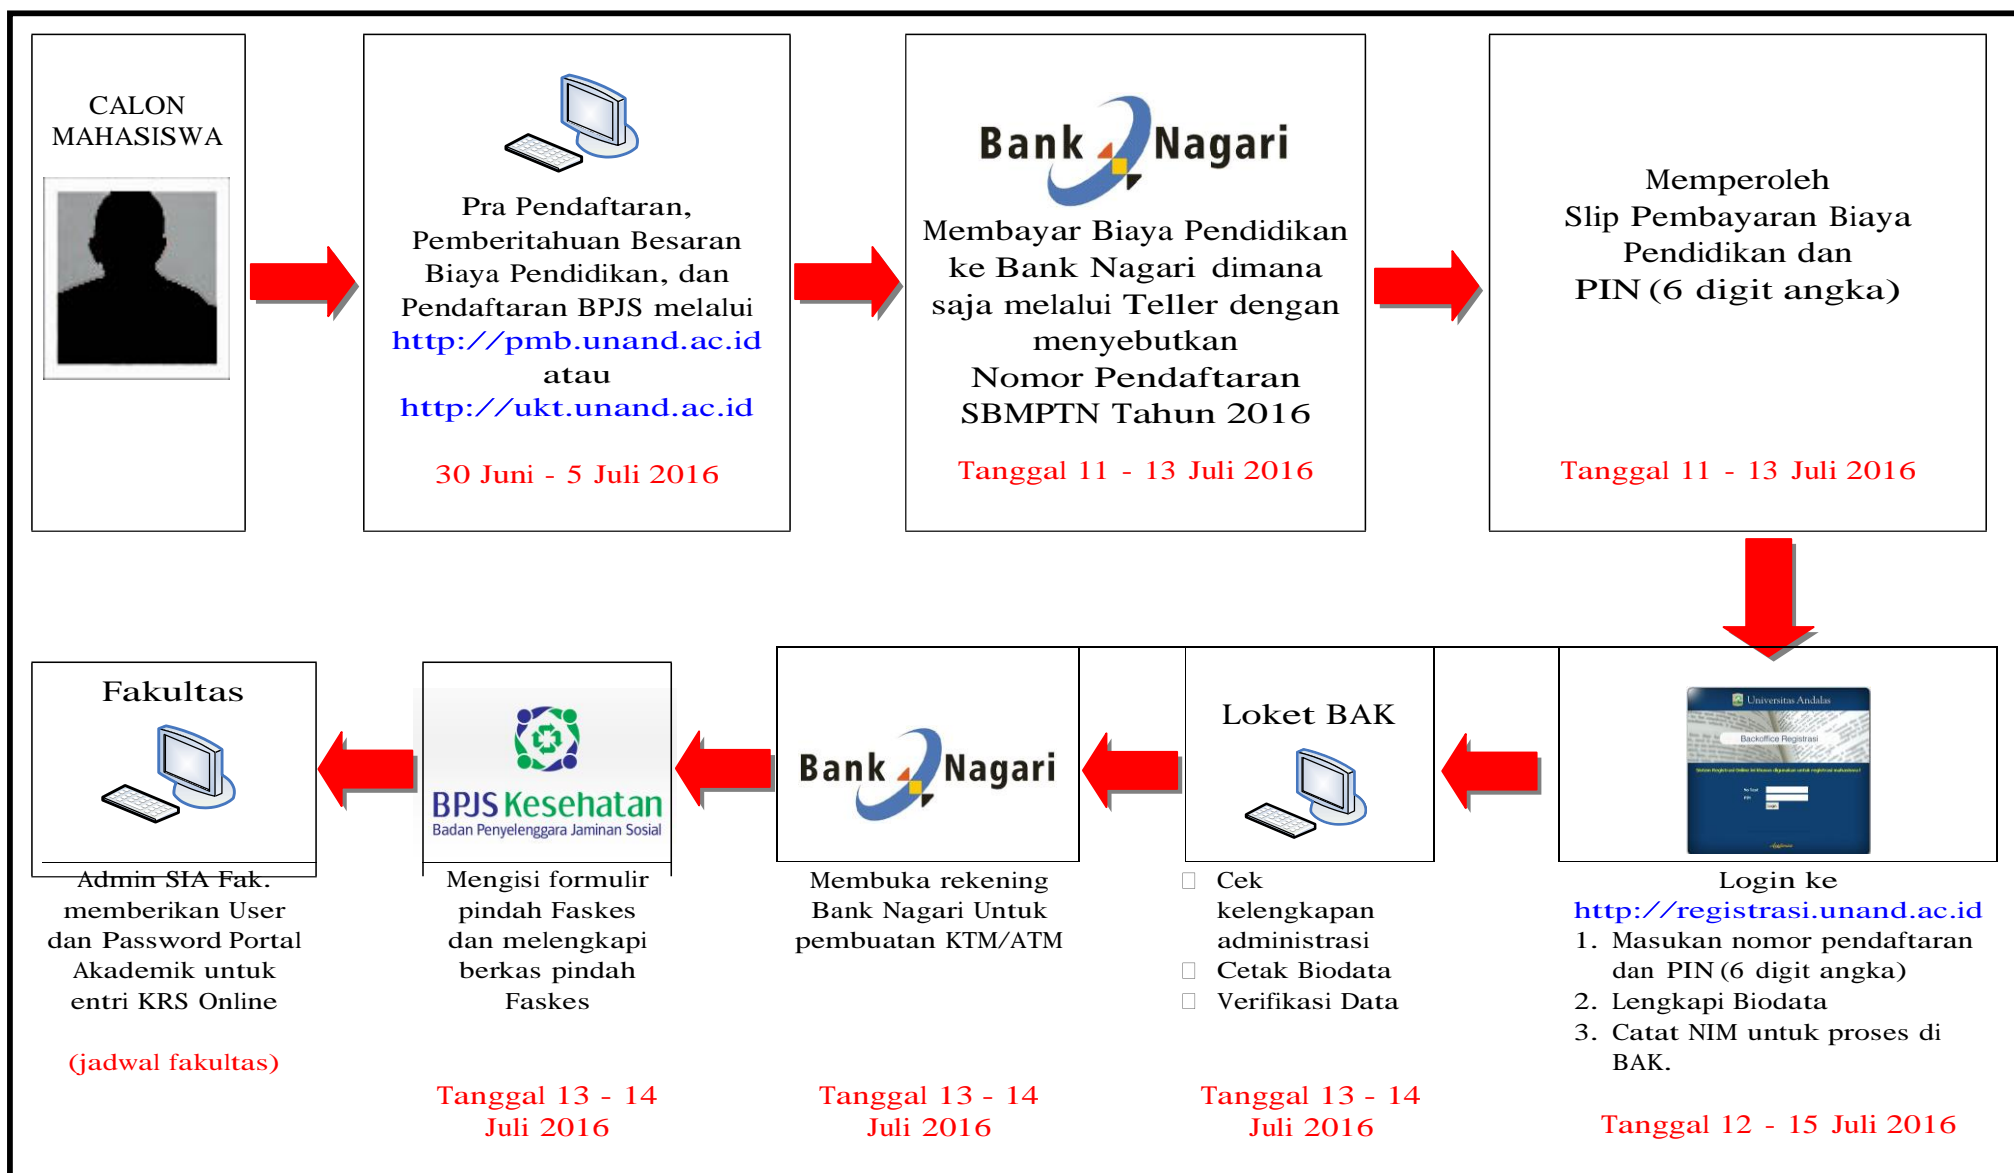 CALON
MAHASISWA
Pra Pendaftaran,
Pemberitahuan Besaran
Biaya Pendidikan, dan
Pendaftaran BPJS melalui
http://pmb.unand.ac.id
atau
http://ukt.unand.ac.id
30 Juni - 5 Juli 2016
Bank Nagari
Membayar Biaya Pendidikan
ke Bank Nagari dimana
saja melalui Teller dengan
menyebutkan
Nomor Pendaftaran
SBMPTN Tahun 2016
Tanggal 11 - 13 Juli 2016
Memperoleh
Slip Pembayaran Biaya
Pendidikan dan
PIN (6 digit angka)
Tanggal 11 - 13 Juli 2016
Universitas Andalas
Backoffice Registrasi
No Test
PIN
Login
Login ke
http://registrasi.unand.ac.id
1. Masukan nomor pendaftaran
dan PIN (6 digit angka)
2. Lengkapi Biodata
3. Catat NIM untuk proses di
BAK.
Tanggal 12 - 15 Juli 2016
Loket BAK
Cek
kelengkapan
administrasi
Cetak Biodata
Verifikasi Data
Tanggal 13 - 14
Juli 2016
Bank Nagari
Membuka rekening
Bank Nagari Untuk
pembuatan KTM/ATM
Tanggal 13 - 14
Juli 2016
BPJS Kesehatan
Badan Penyelenggara Jaminan Sosial
Mengisi formulir
pindah Faskes
dan melengkapi
berkas pindah
Faskes
Tanggal 13 - 14
Juli 2016
Fakultas
Admin SIA Fak.
memberikan User
dan Password Portal
Akademik untuk
entri KRS Online
(jadwal fakultas)